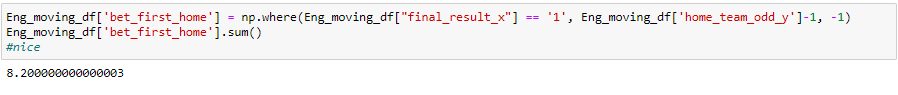 Eng_moving_df['bet_first_home'] = np.where(Eng_moving_df["final_result_x"] == '1', Eng_moving_df['home_team_odd_y']-1, -1)
Eng_moving_df['bet_first_home'].sum()
#nice
8.200000000000003